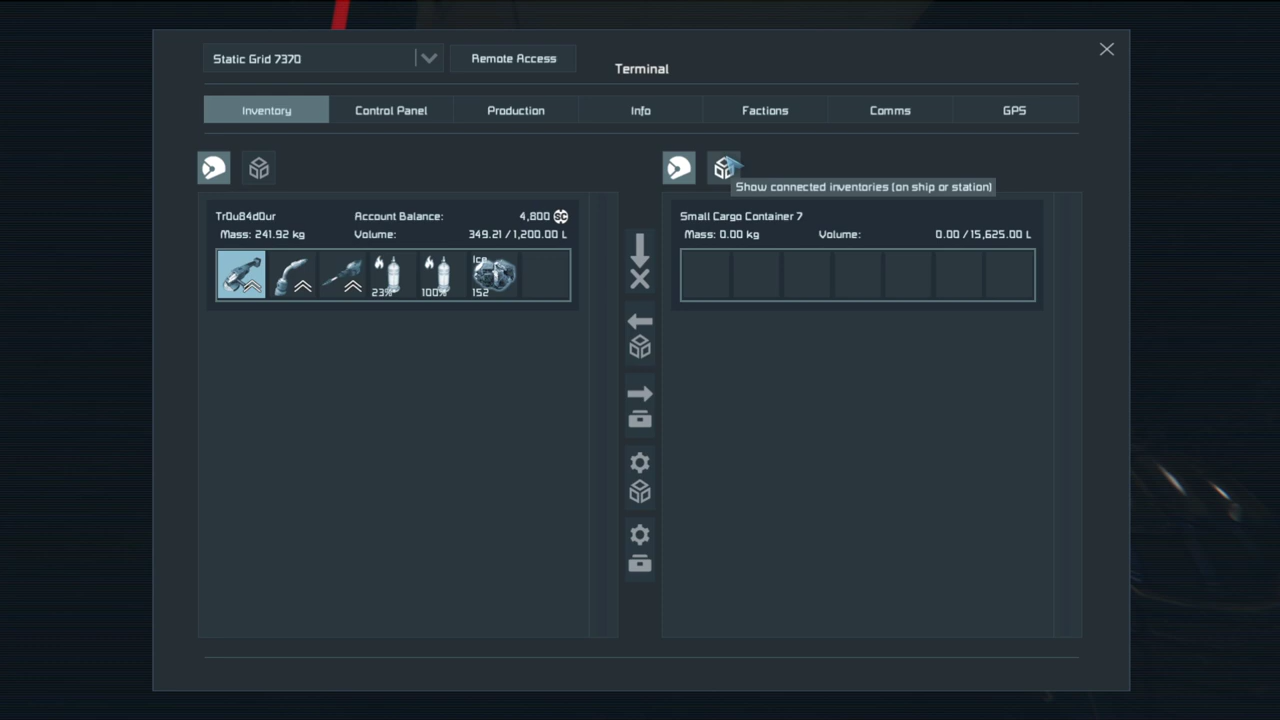 Static Grid 7370
Remote Access
Terminal
Inventory
Control Panel
Production
Info
Factions
Comms
GPS
Show connected inventories (on ship or station)
Tr0u84d0ur
Account Balance: 4,800 SC
Mass: 241.92 kg
Volume: 349.21 / 1,200.00 L
23%
100%
Ice
152
Small Cargo Container 7
Mass: 0.00 kg
Volume: 0.00 / 15,625.00 L